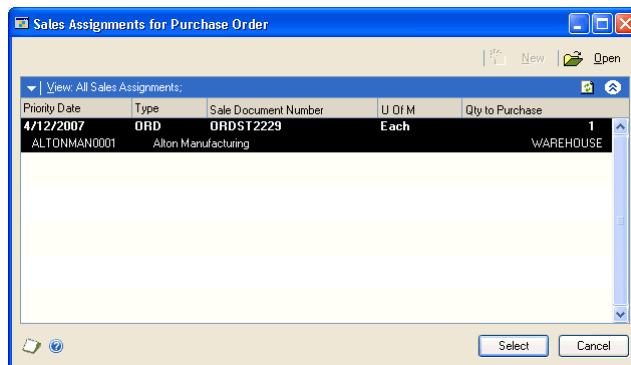 Sales Assignments for Purchase Order
New Open
View: All Sales Assignments;
Priority Date Type Sale Document Number U Of M Qty to Purchase
4/12/2007 ORD ORDST2229 Each 1
ALTONMAN0001 Alton Manufacturing WAREHOUSE
Select Cancel